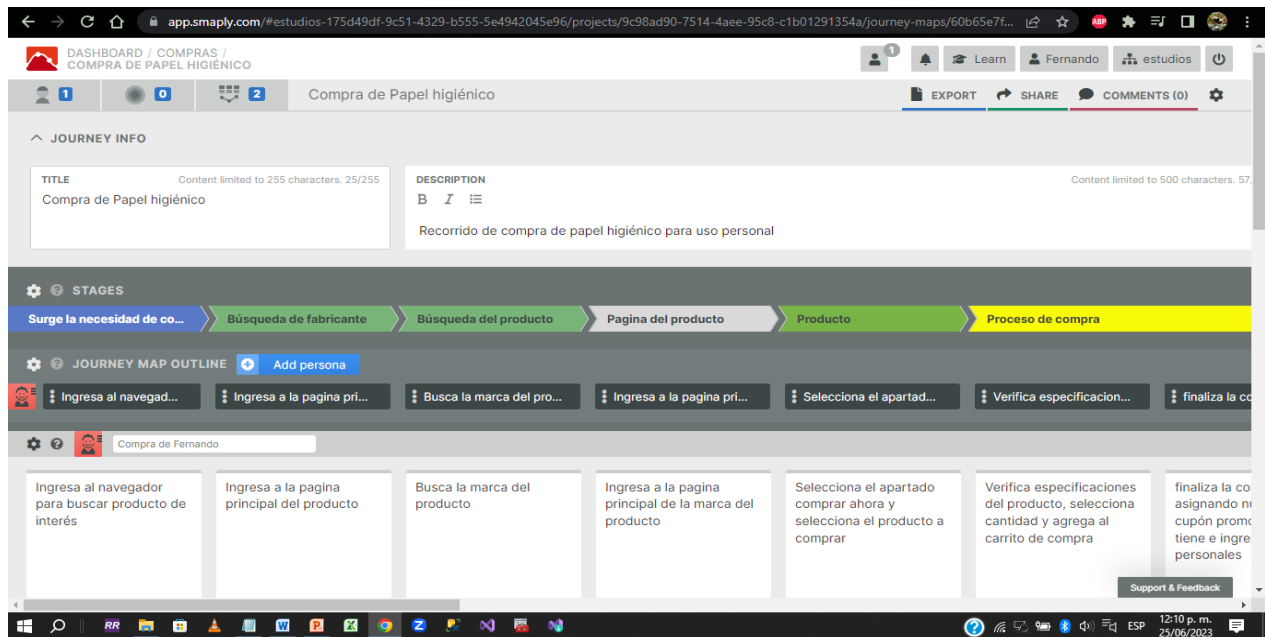 app.smaply.com/#estudios-175d49df-9c51-4329-b555-5e4942045e96/projects/9c98ad90-7514-4aee-95c8-c1b01291354a/journey-maps/60b65e7f...
ABP
DASHBOARD / COMPRAS /
COMPRA DE PAPEL HIGIÉNICO
1
Learn
Fernando
estudios
1
0
2
Compra de Papel higiénico
EXPORT
SHARE
COMMENTS (0)
JOURNEY INFO
TITLE
Content limited to 255 characters. 25/255
Compra de Papel higiénico
DESCRIPTION
Content limited to 500 characters. 57
B I
Recorrido de compra de papel higiénico para uso personal
STAGES
Surge la necesidad de co...
Búsqueda de fabricante
Búsqueda del producto
Pagina del producto
Producto
Proceso de compra
JOURNEY MAP OUTLINE
Add persona
Ingresa al navegad...
Ingresa a la pagina pri...
Busca la marca del pro...
Ingresa a la pagina pri...
Selecciona el apartad...
Verifica especificacion...
finaliza la co
Compra de Fernando
Ingresa al navegador
para buscar producto de
interés
Ingresa a la pagina
principal del producto
Busca la marca del
producto
Ingresa a la pagina
principal de la marca del
producto
Selecciona el apartado
comprar ahora y
selecciona el producto a
comprar
Verifica especificaciones
del producto, selecciona
cantidad y agrega al
carrito de compra
finaliza la co
asignando nu
cupón promo
tiene e ingre
personales
Support & Feedback
RR
ESP
12:10 p. m.
25/06/2023